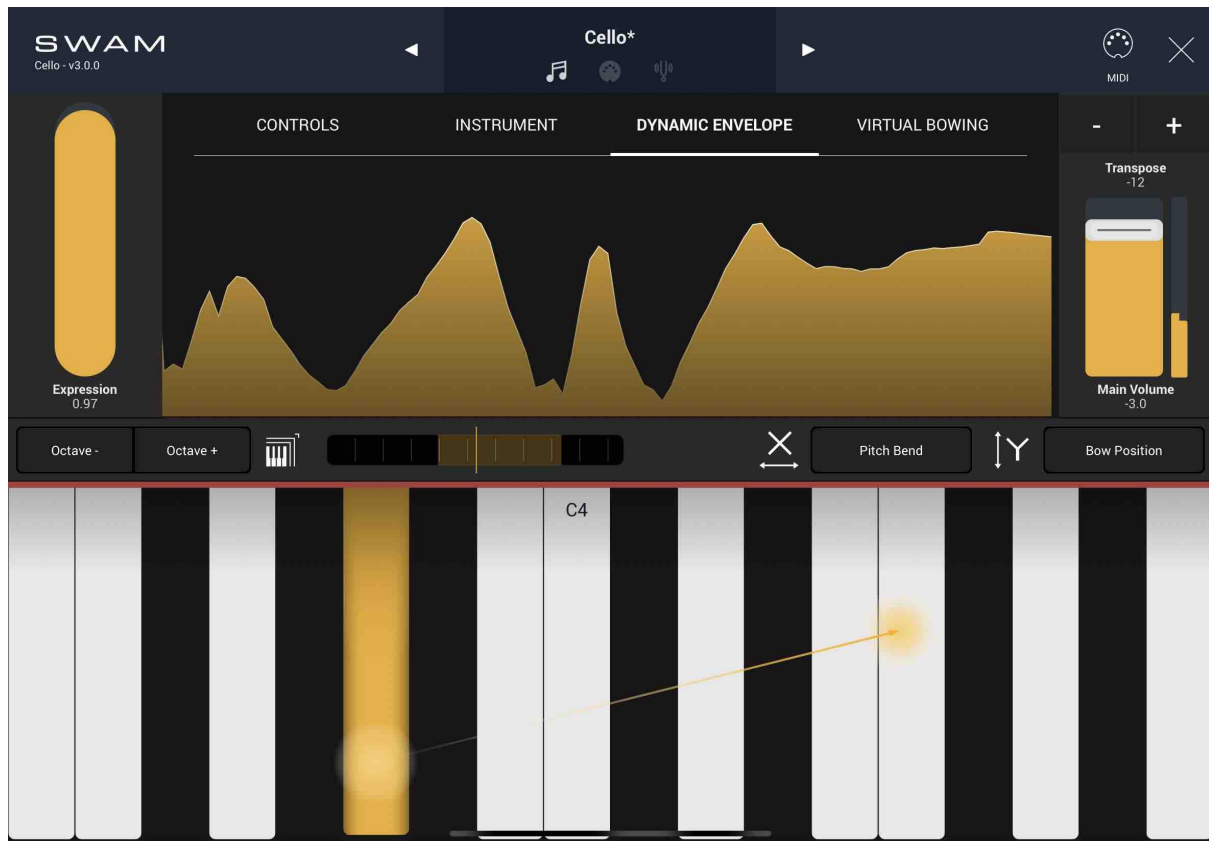 SWAM
Cello - v3.0.0
Cello*
MIDI
CONTROLS
INSTRUMENT
DYNAMIC ENVELOPE
VIRTUAL BOWING
- +
Transpose
-12
Expression
0.97
Main Volume
-3.0
Octave -
Octave +
X
Pitch Bend
Y
Bow Position
C4